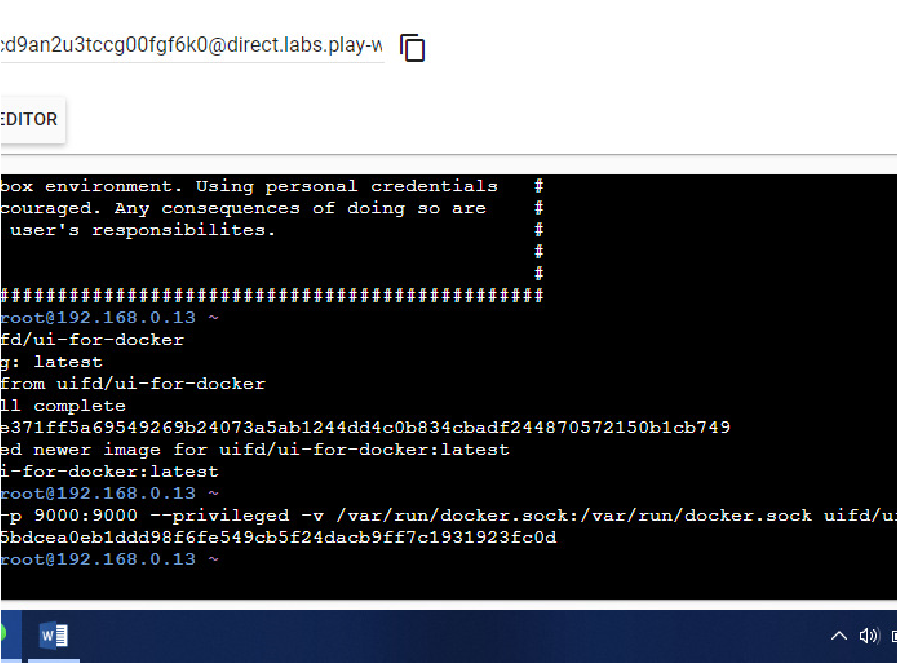 cd9an2u3tccg00fgf6k0@direct.labs.play-w
EDITOR
box environment. Using personal credentials #
couraged. Any consequences of doing so are #
user's responsibilites. #
#
#
###############################################
root@192.168.0.13 ~
fd/ui-for-docker
g: latest
from uifd/ui-for-docker
ll complete
e371ff5a69549269b24073a5ab1244dd4c0b834cbadf244870572150b1cb749
ed newer image for uifd/ui-for-docker:latest
i-for-docker:latest
root@192.168.0.13 ~
-p 9000:9000 --privileged -v /var/run/docker.sock:/var/run/docker.sock uifd/ui
5bdcea0eb1ddd98f6fe549cb5f24dacb9ff7c1931923fc0d
root@192.168.0.13 ~
W